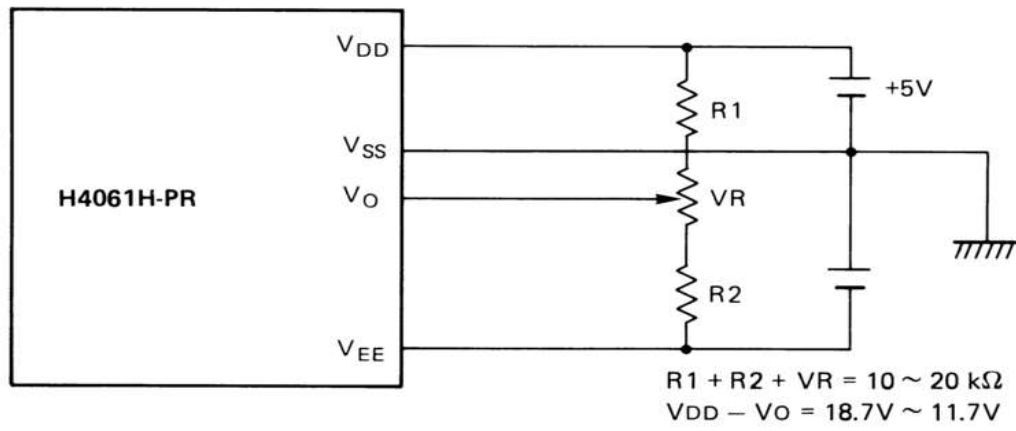 VDD
+5V
R1
VSS
H4061H-PR
VO
VR
R2
VEE
R1 + R2 + VR = 10 ~ 20 kΩ
VDD – VO = 18.7V ~ 11.7V